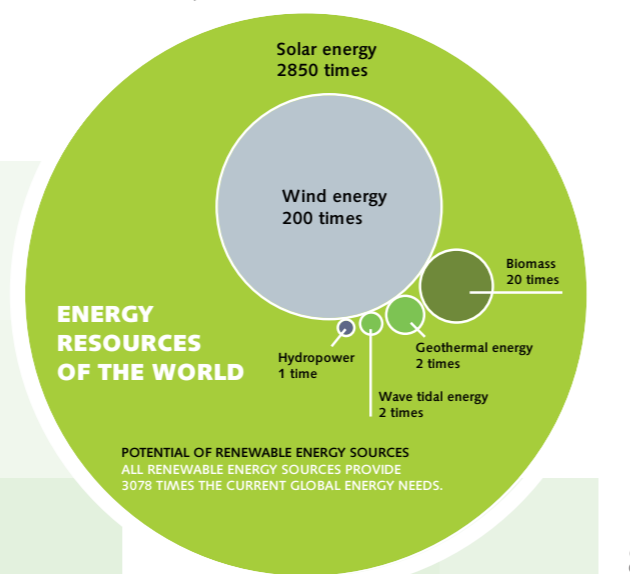 Solar energy
2850 times
Wind energy
200 times
Biomass
20 times
ENERGY
RESOURCES
OF THE WORLD
Geothermal energy
2 times
Hydropower
1 time
Wave tidal energy
2 times
POTENTIAL OF RENEWABLE ENERGY SOURCES
ALL RENEWABLE ENERGY SOURCES PROVIDE
3078 TIMES THE CURRENT GLOBAL ENERGY NEEDS.